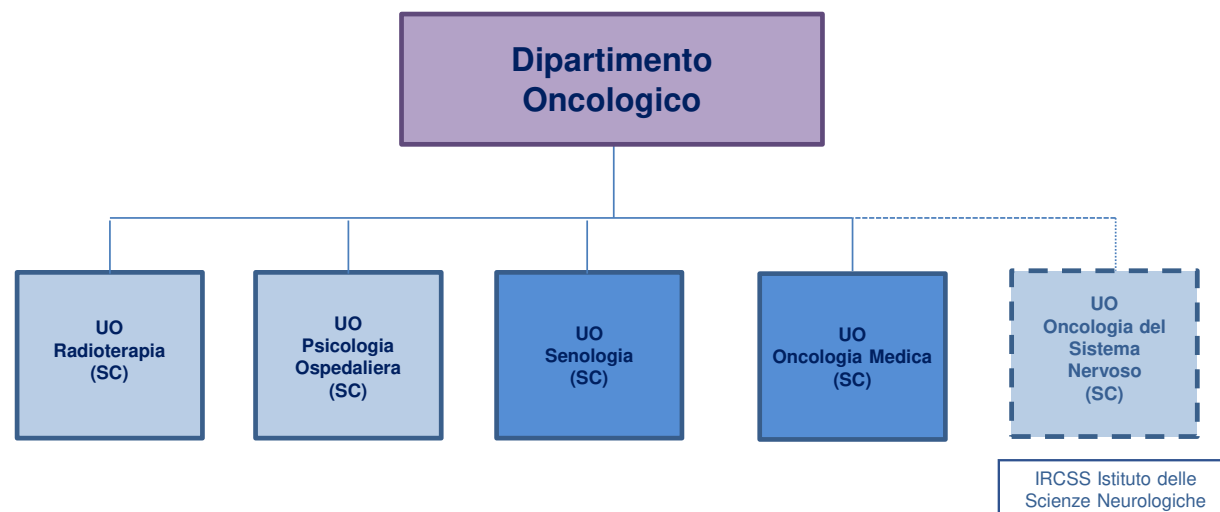 Dipartimento
Oncologico
UO
Radioterapia
(SC)
UO
Psicologia
Ospedaliera
(SC)
UO
Senologia
(SC)
UO
Oncologia Medica
(SC)
UO
Oncologia del
Sistema
Nervoso
(SC)
IRCSS Istituto delle
Scienze Neurologiche